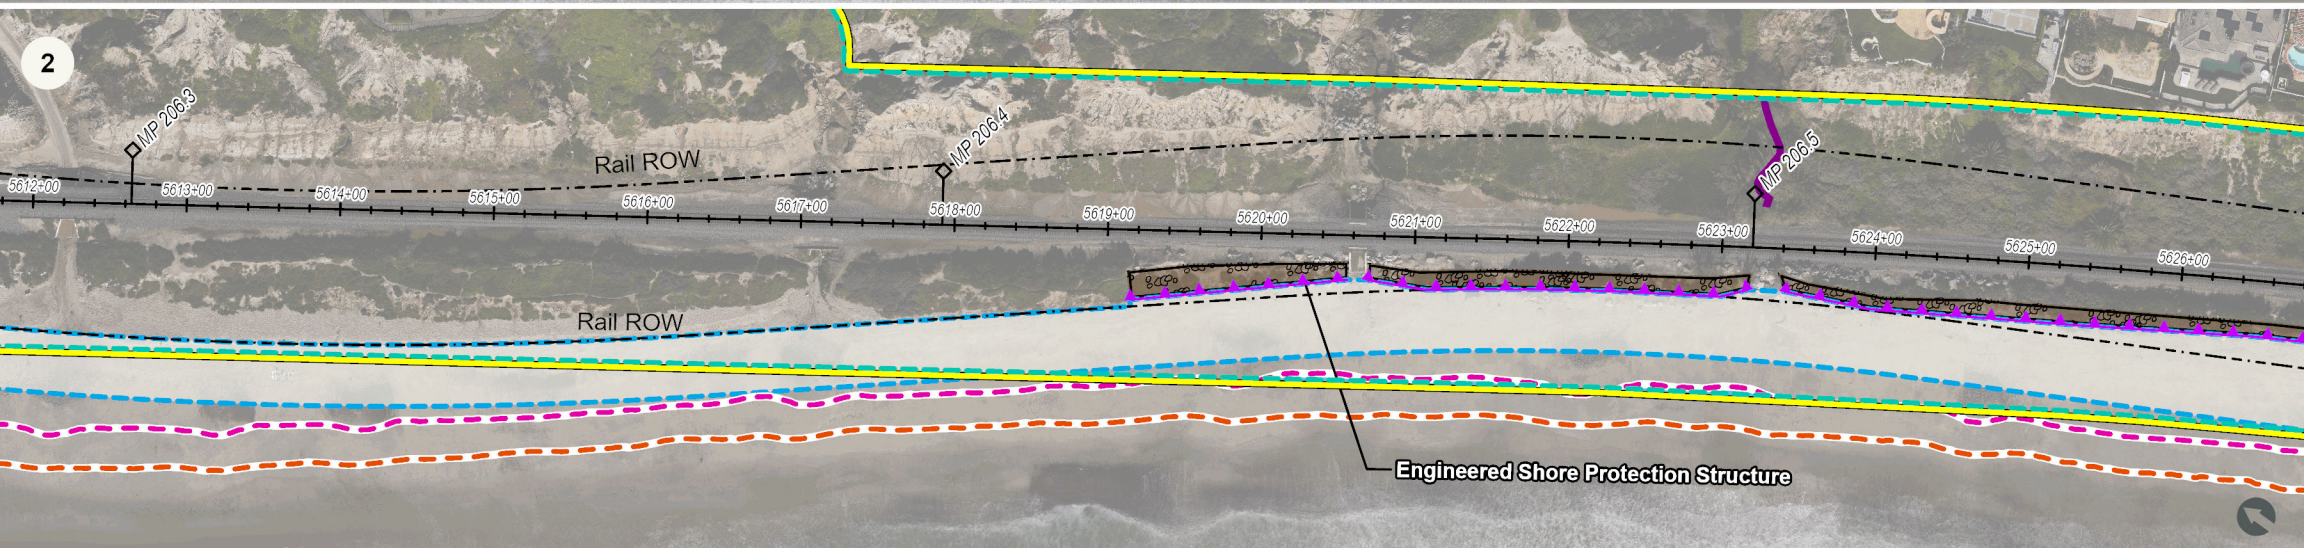 2
MP 206.3
MP 206.4
MP 206.5
Rail ROW
5612+00
5613+00
5614+00
5615+00
5616+00
5617+00
5618+00
5619+00
5620+00
5621+00
5622+00
5623+00
5624+00
5625+00
5626+00
Rail ROW
Engineered Shore Protection Structure